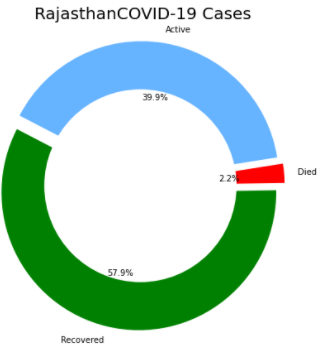 RajasthanCOVID-19 Cases
Active
39.9%
Died
2.2%
57.9%
Recovered